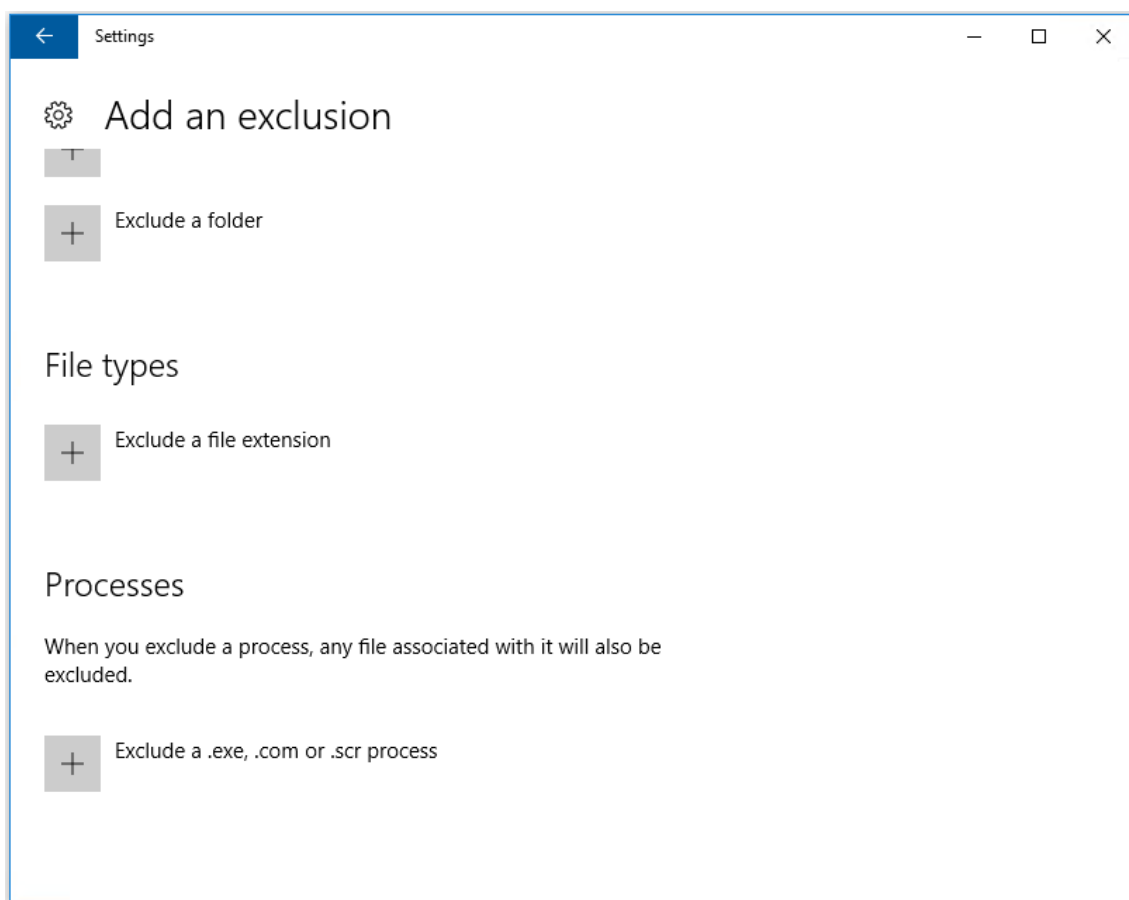 Settings
Add an exclusion
Exclude a folder
File types
Exclude a file extension
Processes
When you exclude a process, any file associated with it will also be
excluded.
Exclude a .exe, .com or .scr process